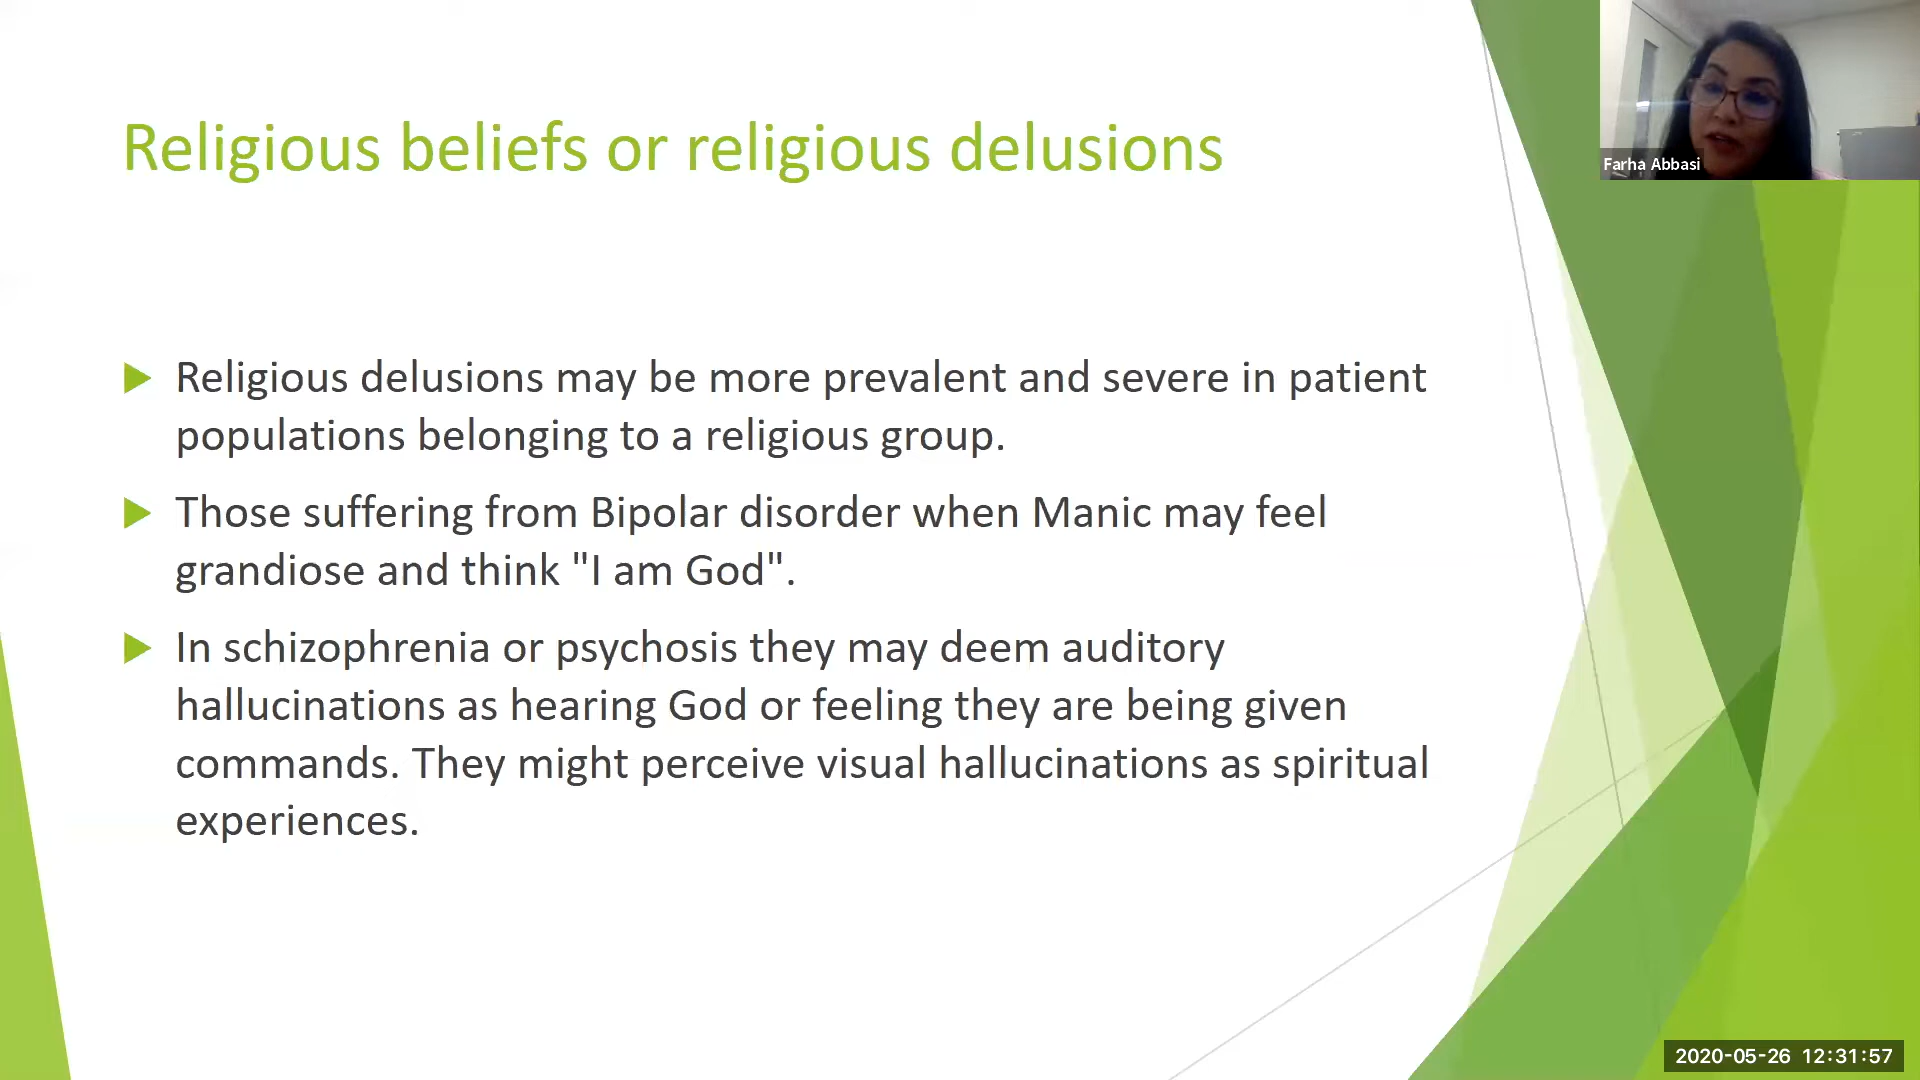 Religious beliefs or religious delusions
Farha Abbasi
Religious delusions may be more prevalent and severe in patient
populations belonging to a religious group.
Those suffering from Bipolar disorder when Manic may feel
grandiose and think "I am God".
In schizophrenia or psychosis they may deem auditory
hallucinations as hearing God or feeling they are being given
commands. They might perceive visual hallucinations as spiritual
experiences.
2020-05-26 12:31:57